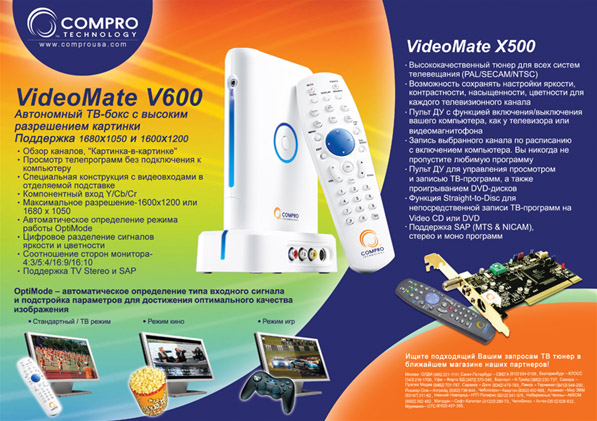 COMPRO
TECHNOLOGY
www.comprousa.com
VideoMate V600
Автономный ТВ-бокс с высоким
разрешением картинки
Поддержка 1680x1050 и 1600x1200
• Обзор каналов, "Картинка-в-картинке"
• Просмотр телепрограмм без подключения к
компьютеру
• Специальная конструкция с видеовходами в
отделяемой подставке
• Компонентный вход Y/Cb/Cr
• Максимальное разрешение-1600x1200 или
1680 x 1050
• Автоматическое определение режима
работы OptiMode
• Цифровое разделение сигналов
яркости и цветности
• Соотношение сторон монитора-
4:3/5:4/16:9/16:10
• Поддержка TV Stereo и SAP
OptiMode – автоматическое определение типа входного сигнала
и подстройка параметров для достижения оптимального качества
изображения
• Стандартный / ТВ режим
• Режим кино
• Режим игр
COMPRO
COMPRO
VideoMate X500
· Высококачественный тюнер для всех систем
телевещания (PAL/SECAM/NTSC)
· Возможность сохранять настройки яркости,
контрастности, насыщенности, цветности для
каждого телевизионного канала
· Пульт ДУ с функцией включения/выключения
вашего компьютера, как у телевизора или
видеомагнитофона
· Запись выбранного канала по расписанию
с включением компьютера. Вы никогда не
пропустите любимую программу
· Пульт ДУ для управления просмотром
и записью ТВ-программ, а также
проигрыванием DVD-дисков
· Функция Straight-to-Disc для
непосредственной записи ТВ-программ на
Video CD или DVD
· Поддержка SAP (MTS & NICAM),
стерео и моно программ
Ищите подходящий Вашим запросам ТВ тюнер в
ближайшем магазине наших партнеров!